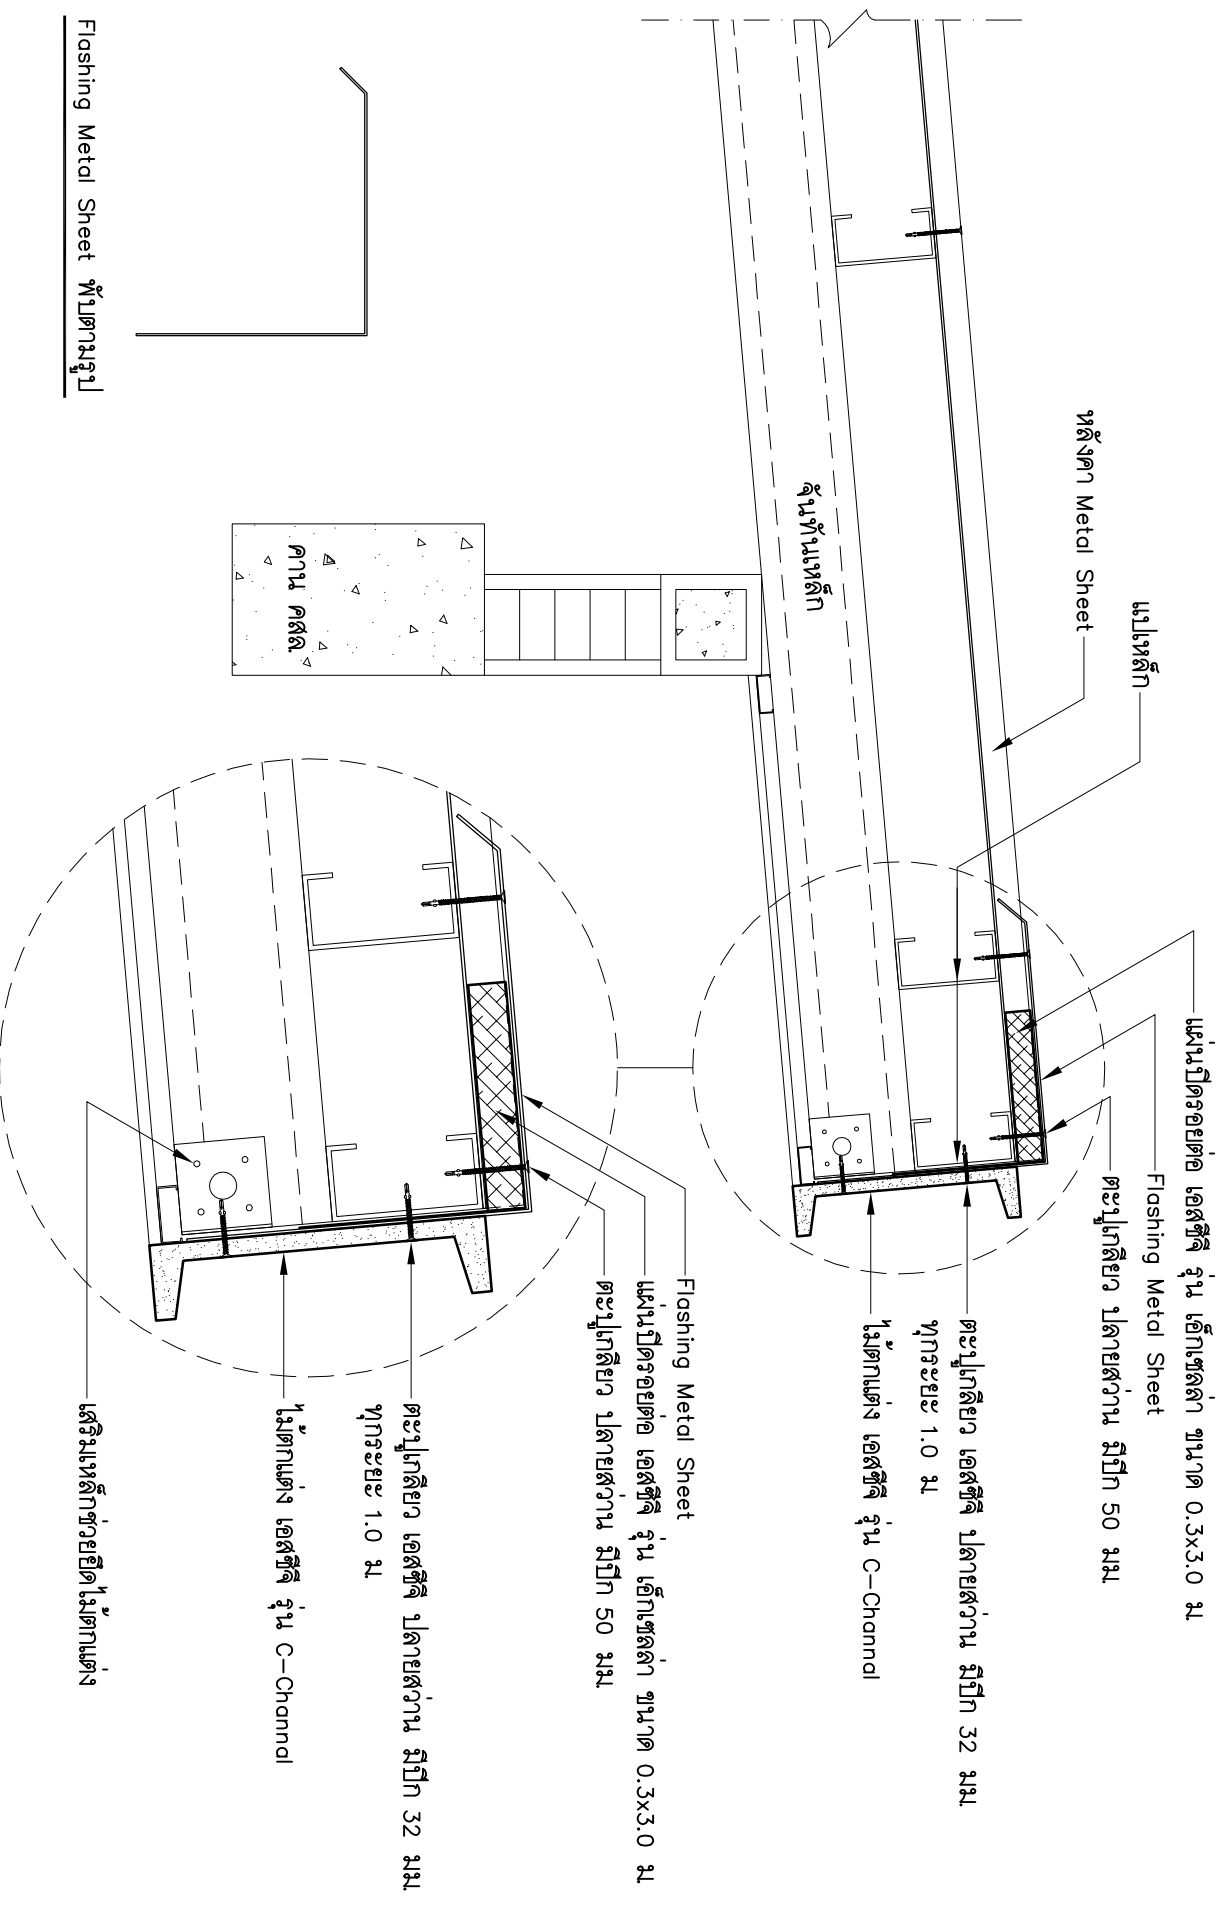 แผ่นปิดรอยต่อ เอสซีจี รุ่น เอ็กเซลล่า ขนาด 0.3x3.0 ม.
Flashing Metal Sheet
ตะปูเกลียว ปลายสว่าน มีปีก 50 มม.
แปเหล็ก
หลังคา Metal Sheet
ตะปูเกลียว เอสซีจี ปลายสว่าน มีปีก 32 มม.
ทุกระยะ 1.0 ม.
ไม้ตกแต่ง เอสซีจี รุ่น C-Channal
จันทันเหล็ก
คาน คสล.
Flashing Metal Sheet
แผ่นปิดรอยต่อ เอสซีจี รุ่น เอ็กเซลล่า ขนาด 0.3x3.0 ม.
ตะปูเกลียว ปลายสว่าน มีปีก 50 มม.
ตะปูเกลียว เอสซีจี ปลายสว่าน มีปีก 32 มม.
ทุกระยะ 1.0 ม.
ไม้ตกแต่ง เอสซีจี รุ่น C-Channal
เสริมเหล็กช่วยยึดไม้ตกแต่ง
Flashing Metal Sheet พับตามรูป